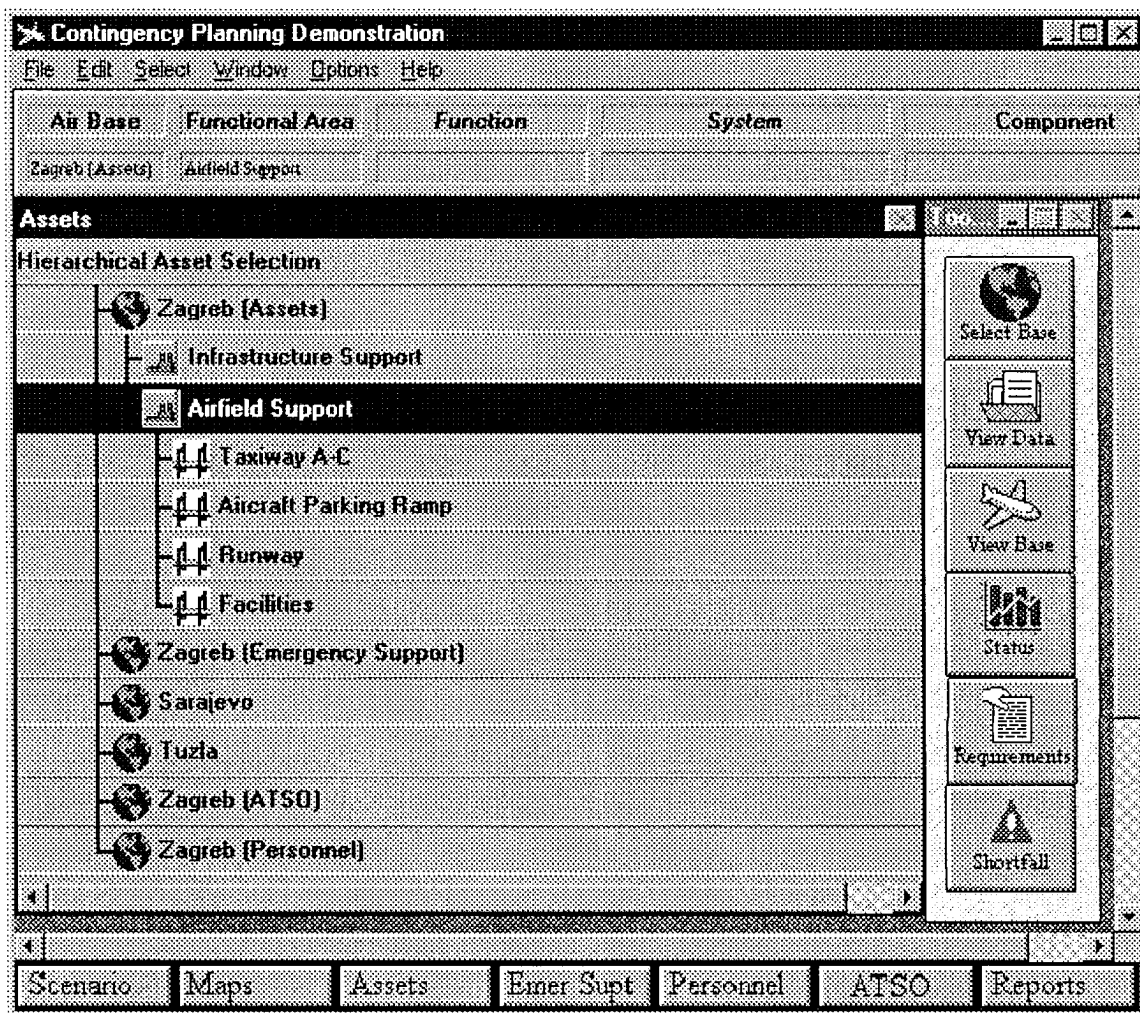 Contingency Planning Demonstration
File Edit Select Window Options Help
Air Base Functional Area Function System Component
Zagreb (Assets) Airfield Support
Assets Too
Hierarchical Asset Selection
Zagreb (Assets)
Infrastructure Support
Airfield Support
Taxiway A-C
Aircraft Parking Ramp
Runway
Facilities
Zagreb (Emergency Support)
Sarajevo
Tuzla
Zagreb (ATSO)
Zagreb (Personnel)
Select Base
View Data
View Base
Status
Requirements
Shortfall
Scenario Maps Assets Emer Supt Personnel ATSO Reports